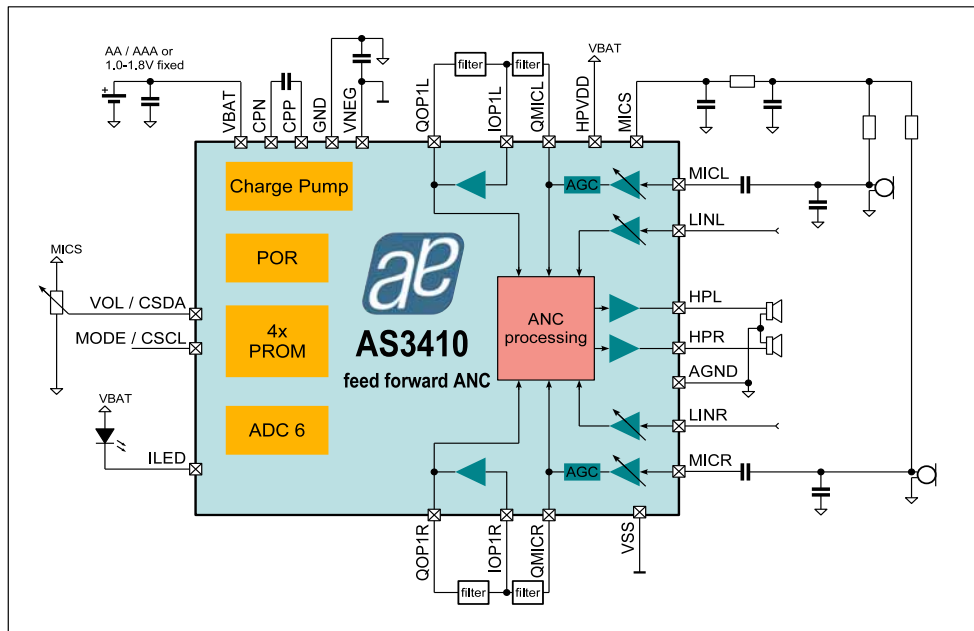 AA / AAA or
1.0-1.8V fixed
VBAT
CPN
CPP
GND
VNEG
QOP1L
filter
IOP1L
filter
QMICL
VBAT
HPVDD
MICS
Charge Pump
AGC
MICL
LINL
POR
ae
MICS
VOL / CSDA
4x
PROM
MODE / CSCL
AS3410
feed forward ANC
ANC
processing
HPL
HPR
AGND
VBAT
ADC 6
LINR
ILED
AGC
MICR
QOP1R
IOP1R
QMICR
VSS
filter
filter